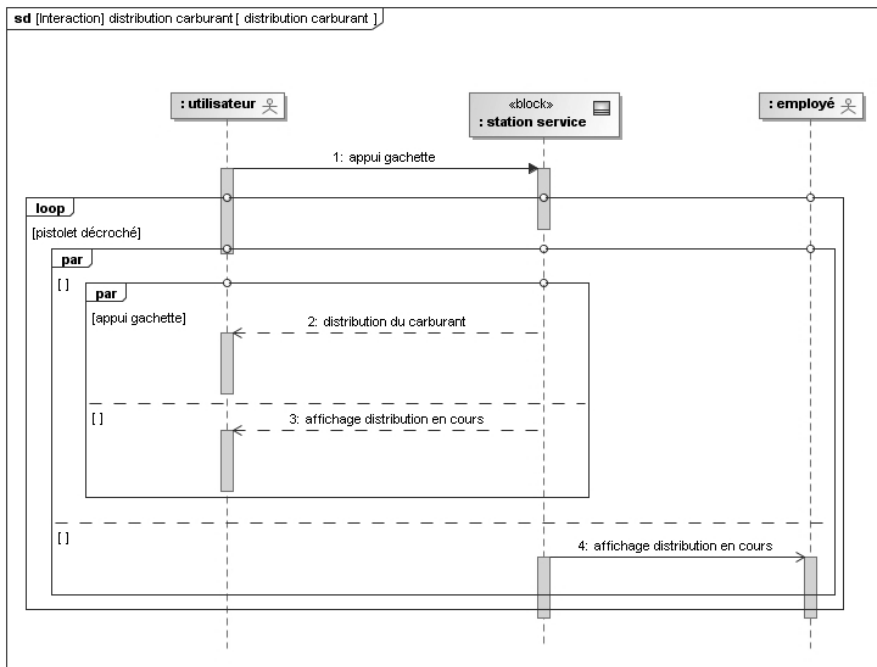 sd [Interaction] distribution carburant [ distribution carburant ]
: utilisateur
«block»
: station service
: employé
1: appui gachette
loop
[pistolet décroché]
par
[ ]
par
[appui gachette]
2: distribution du carburant
[ ]
3: affichage distribution en cours
[ ]
4: affichage distribution en cours